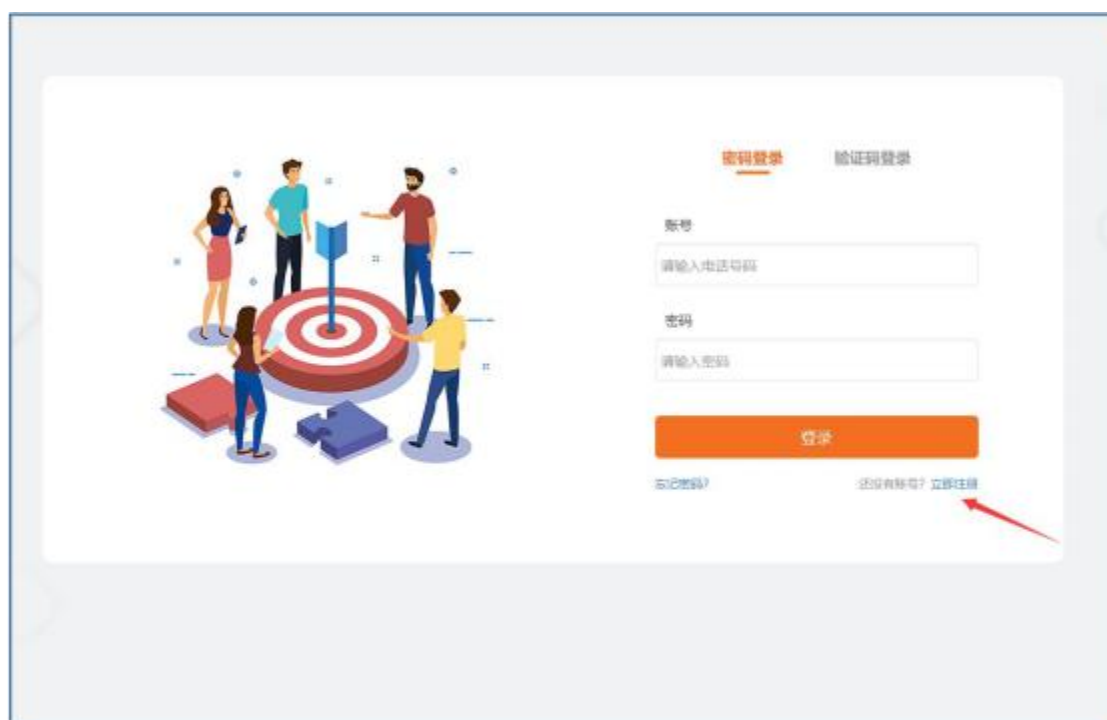 密码登录 验证码登录
账号
请输入电话号码
密码
请输入密码
登录
忘记密码? 还没有账号? 立即注册